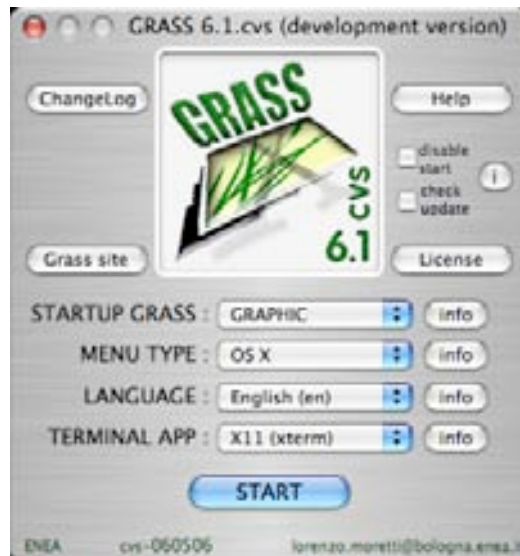 GRASS 6.1.cvs (development version)
ChangeLog
GRASS
CVS
6.1
Help
disable
start
i
check
update
Grass site
License
STARTUP GRASS : GRAPHIC info
MENU TYPE : OS X info
LANGUAGE : English (en) info
TERMINAL APP : X11 (xterm) info
START
ENEA cvs-060506 lorenzo.moretti@bologna.enea.